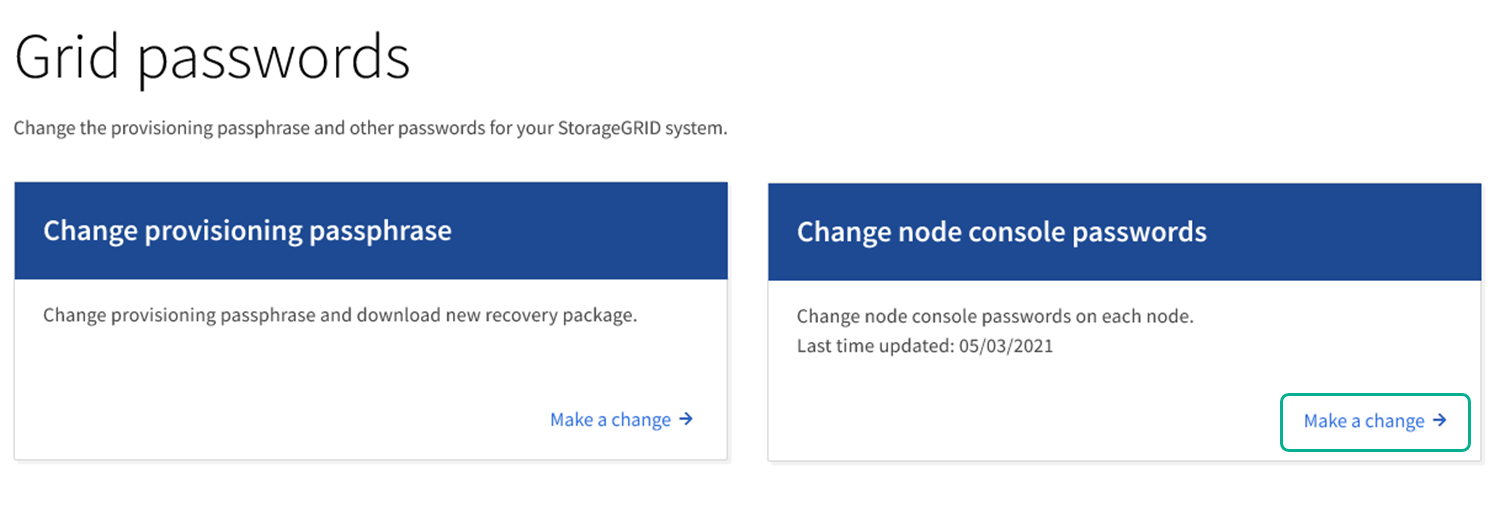 Grid passwords
Change the provisioning passphrase and other passwords for your StorageGRID system.
Change provisioning passphrase
Change provisioning passphrase and download new recovery package.
Make a change →
Change node console passwords
Change node console passwords on each node.
Last time updated: 05/03/2021
Make a change →